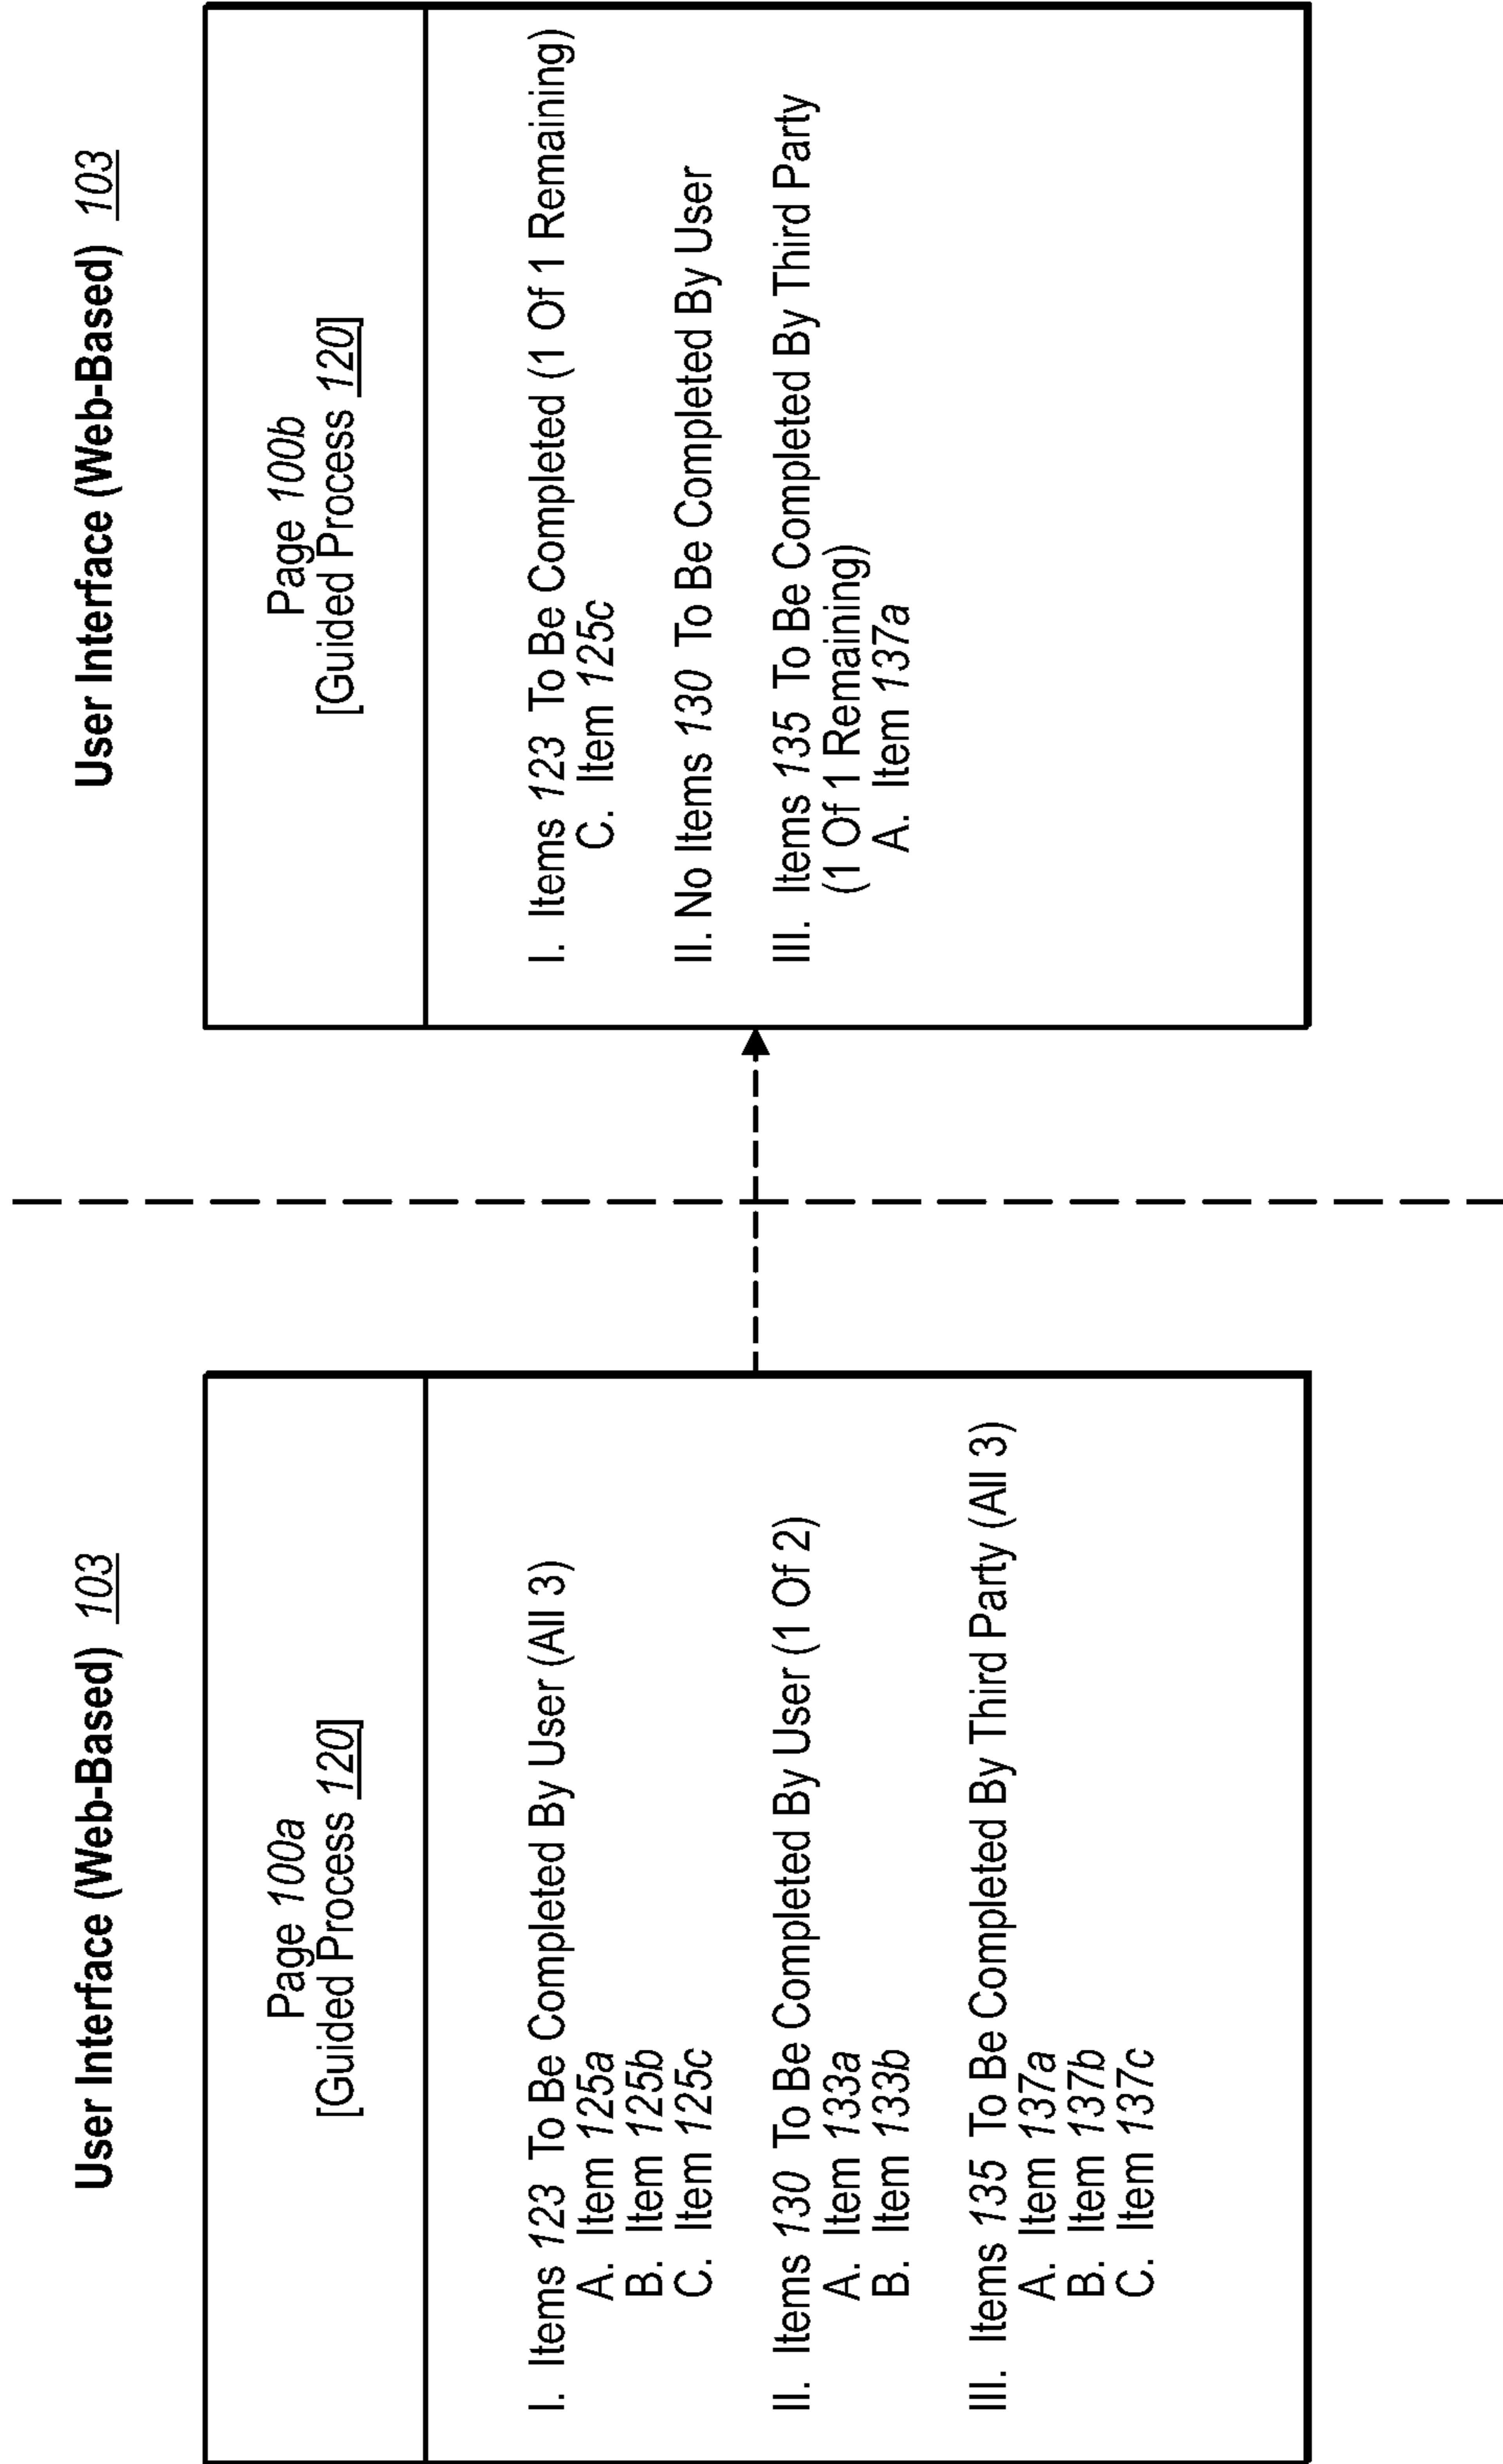 User Interface (Web-Based) 103
Page 100a
[Guided Process 120]
I. Items 123 To Be Completed By User (All 3)
A. Item 125a
B. Item 125b
C. Item 125c
II. Items 130 To Be Completed By User (1 Of 2)
A. Item 133a
B. Item 133b
III. Items 135 To Be Completed By Third Party (All 3)
A. Item 137a
B. Item 137b
C. Item 137c
User Interface (Web-Based) 103
Page 100b
[Guided Process 120]
I. Items 123 To Be Completed (1 Of 1 Remaining)
C. Item 125c
II. No Items 130 To Be Completed By User
III. Items 135 To Be Completed By Third Party
(1 Of 1 Remaining)
A. Item 137a